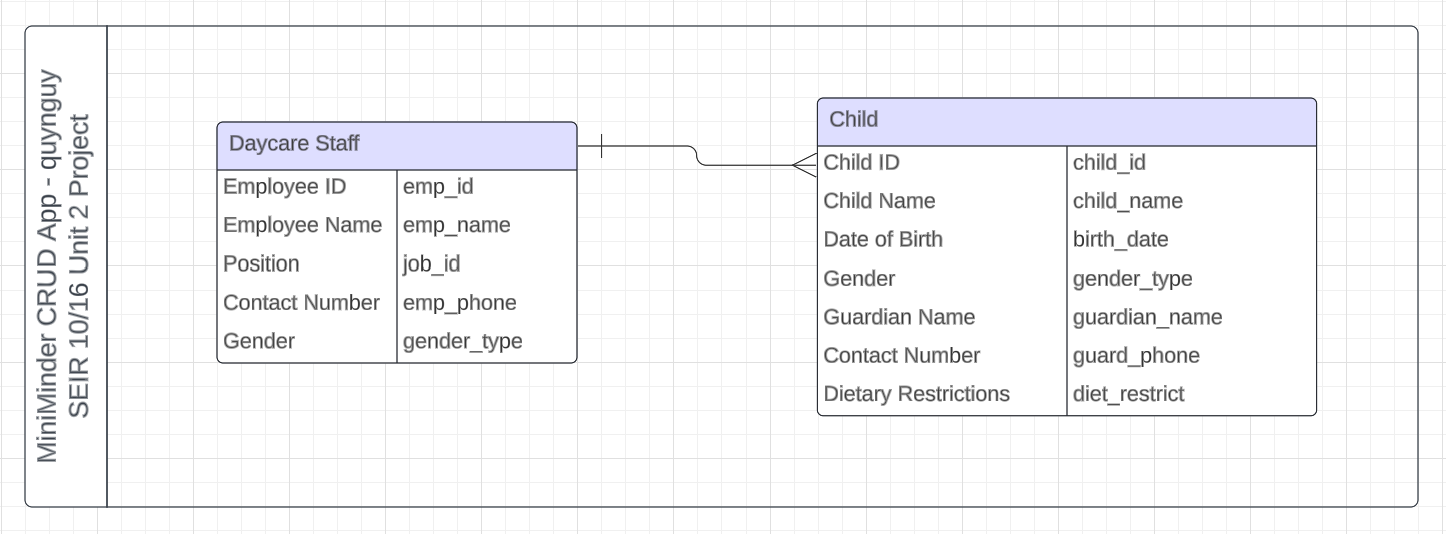 MiniMinder CRUD App - quynguy
SEIR 10/16 Unit 2 Project
Daycare Staff
Employee ID emp_id
Employee Name emp_name
Position job_id
Contact Number emp_phone
Gender gender_type
Child
Child ID child_id
Child Name child_name
Date of Birth birth_date
Gender gender_type
Guardian Name guardian_name
Contact Number guard_phone
Dietary Restrictions diet_restrict